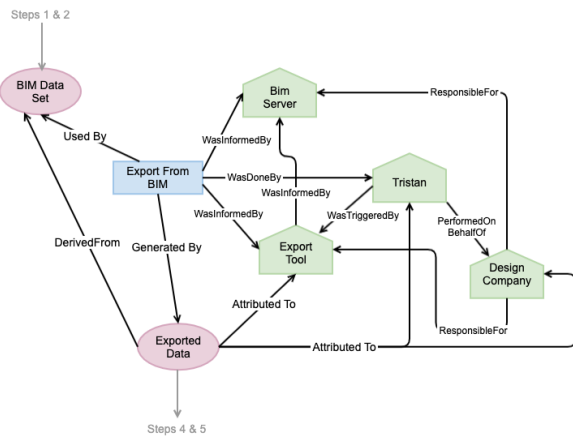 Steps 1 & 2
BIM Data
Set
Bim
Server
ResponsibleFor
Used By
WasInformedBy
Export From
BIM
WasDoneBy
Tristan
WasInformedBy
WasInformedBy
WasTriggeredBy
PerformedOn
BehalfOf
DerivedFrom
Generated By
Export
Tool
Design
Company
Attributed To
ResponsibleFor
Exported
Data
Attributed To
Steps 4 & 5